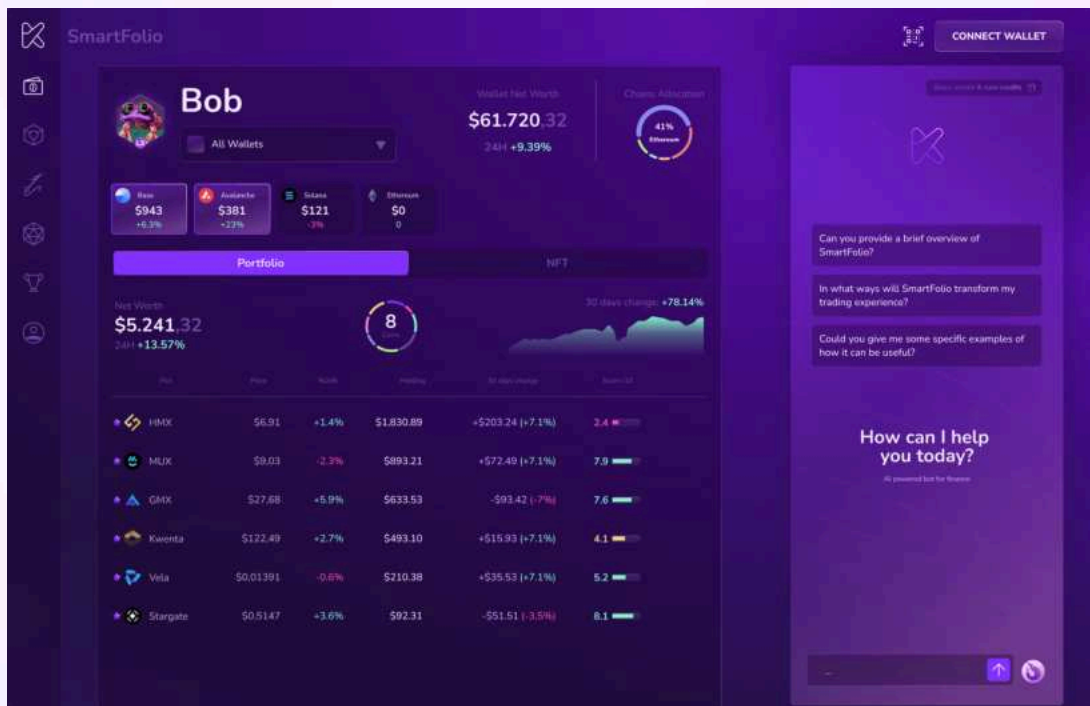 SmartFolio
CONNECT WALLET
Bob
All Wallets
Wallet Net Worth
$61.720,32
24H +9.39%
Chains Allocation
41%
Ethereum
Base
$943
+6.3%
Avalanche
$381
+23%
Solana
$121
-3%
Ethereum
$0
0
Portfolio
NFT
Net Worth
$5.241,32
24H +13.57%
8
30 days change: +78.14%
Price
Holding
30 days change
HMX $6,91 +1.4% $1,830.89 +$203.24 (+7.1%) 2.4
MUX $9,03 -2.3% $893.21 +$72.49 (+7.1%) 7.9
GMX $27,68 +5.9% $633.53 -$93.42 (-7%) 7.6
Kwenta $122,49 +2.7% $493.10 +$15.93 (+7.1%) 4.1
Vela $0,01391 -0.6% $210.38 +$35.53 (+7.1%) 5.2
Stargate $0,5147 +3.6% $92.31 -$51.51 (-3.5%) 8.1
Can you provide a brief overview of
SmartFolio?
In what ways will SmartFolio transform my
trading experience?
Could you give me some specific examples of
how it can be useful?
How can I help
you today?
AI powered bot for finance